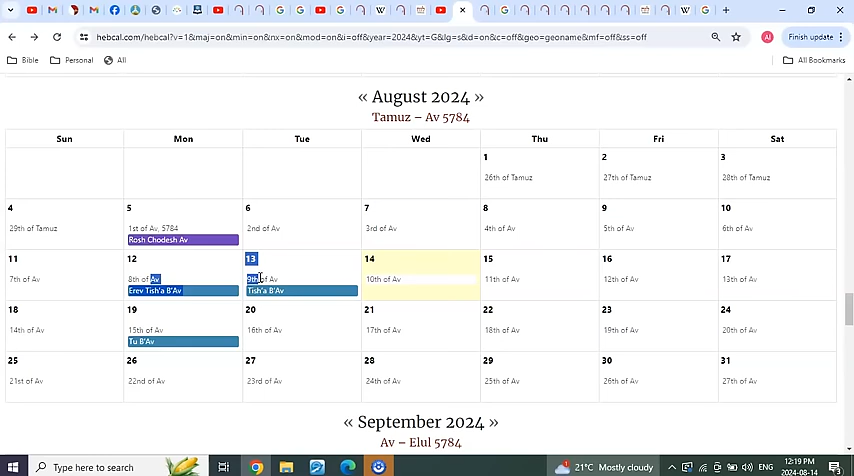 Finish update
hebcal.com/hebcal?v=1&maj=on&min=on&nx=on&mod=on&i=off&year=2024&yt=G&lg=s&d=on&c=off&geo=geoname&mf=off&ss=off
Bible Personal All All Bookmarks
« August 2024 »
Tamuz – Av 5784
Sun Mon Tue Wed Thu Fri Sat
1 2 3
26th of Tamuz 27th of Tamuz 28th of Tamuz
4 5 6 7 8 9 10
29th of Tamuz 1st of Av, 5784 2nd of Av 3rd of Av 4th of Av 5th of Av 6th of Av
Rosh Chodesh Av
11 12 13 14 15 16 17
7th of Av 8th of Av 9th of Av 10th of Av 11th of Av 12th of Av 13th of Av
Erev Tish'a B'Av Tish'a B'Av
18 19 20 21 22 23 24
14th of Av 15th of Av 16th of Av 17th of Av 18th of Av 19th of Av 20th of Av
Tu B'Av
25 26 27 28 29 30 31
21st of Av 22nd of Av 23rd of Av 24th of Av 25th of Av 26th of Av 27th of Av
« September 2024 »
Av – Elul 5784
Type here to search
21°C Mostly cloudy
ENG
12:19 PM
2024-08-14